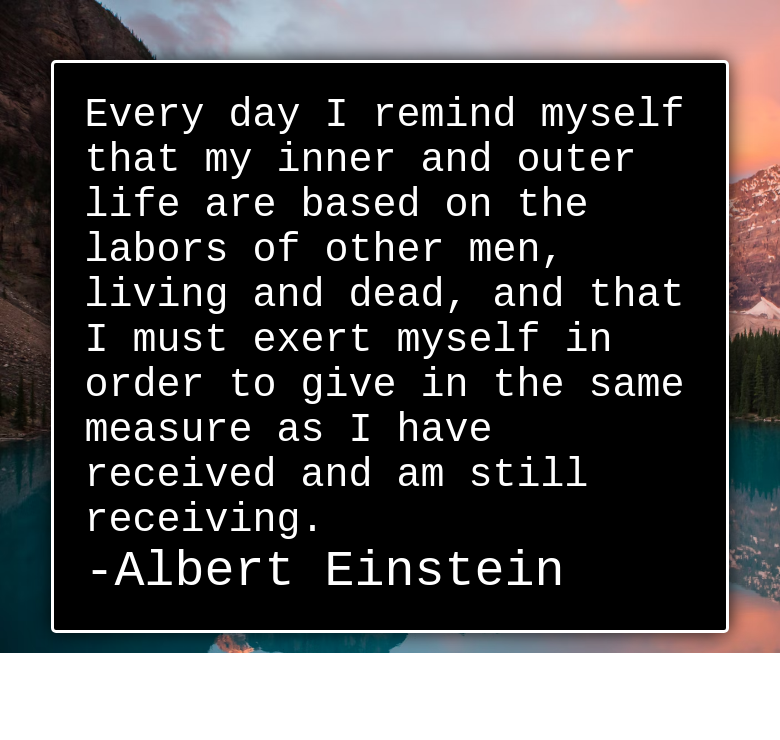 Every day I remind myself
that my inner and outer
life are based on the
labors of other men,
living and dead, and that
I must exert myself in
order to give in the same
measure as I have
received and am still
receiving.
-Albert Einstein